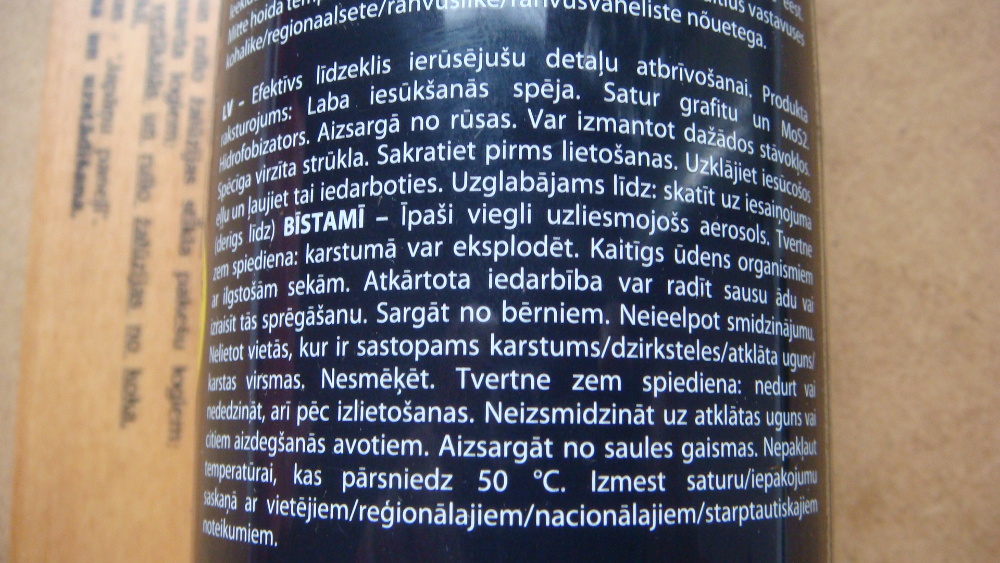 Mitte hoida
vastavuses
kohalike/regionaalsete/rahvuslike/rahvusvaheliste nõuetega.
LV - Efektīvs līdzeklis ierūsējušu detaļu atbrīvošanai. Produkta
raksturojums: Laba iesūkšanās spēja. Satur grafītu un MoS2.
Hidrofobizators. Aizsargā no rūsas. Var izmantot dažādos stāvokļos.
Spēcīga virzīta strūkla. Sakratiet pirms lietošanas. Uzklājiet iesūcošos
eļļu un ļaujiet tai iedarboties. Uzglabājams līdz: skatīt uz iesaiņojuma
(derīgs līdz) BĪSTAMĪ – Īpaši viegli uzliesmojošs aerosols. Tvertne
zem spiediena: karstumā var eksplodēt. Kaitīgs ūdens organismiem
ar ilgstošām sekām. Atkārtota iedarbība var radīt sausu ādu vai
izraisīt tās sprēgāšanu. Sargāt no bērniem. Neieelpot smidzinājumu.
Nelietot vietās, kur ir sastopams karstums/dzirksteles/atklāta uguns/
karstas virsmas. Nesmēķēt. Tvertne zem spiediena: nedurt vai
nededzināt, arī pēc izlietošanas. Neizsmidzināt uz atklātas uguns vai
citiem aizdegšanās avotiem. Aizsargāt no saules gaismas. Nepakļaut
temperatūrai, kas pārsniedz 50 °C. Izmest saturu/iepakojumu
saskaņā ar vietējiem/reģionālajiem/nacionālajiem/starptautiskajiem
noteikumiem.